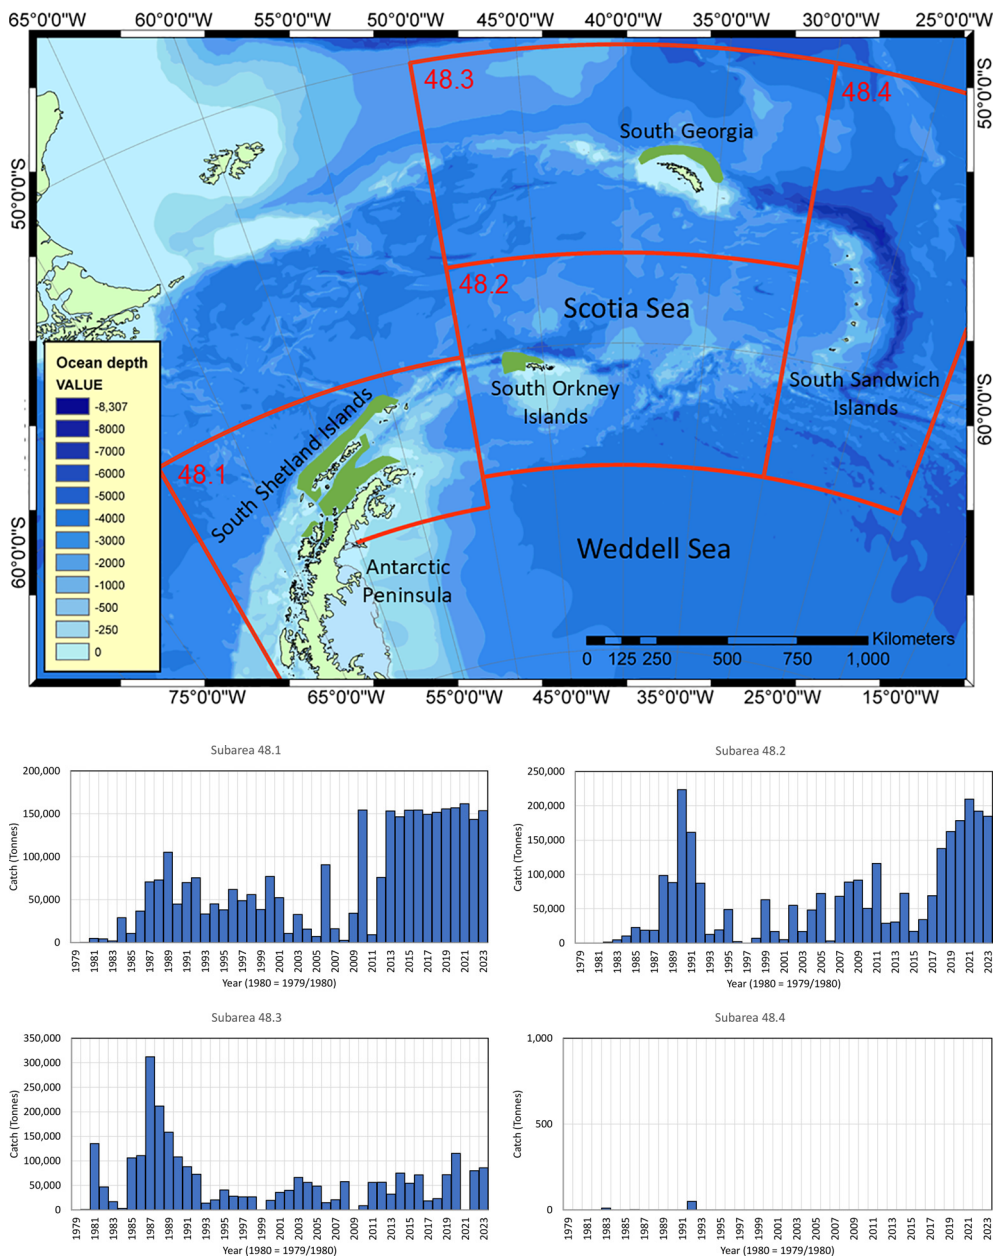 65°00'0"W 60°00'0"W 55°00'0"W 50°00'0"W 45°00'0"W 40°00'0"W 35°00'0"W 30°00'0"W 25°00'0"W
48.3
48.4
50°0'0"S
South Georgia
50°0'0"S
48.2
Scotia Sea
Ocean depth
VALUE
-8,307
-8000
-7000
-6000
-5000
-4000
-3000
-2000
-1000
-500
-250
0
South Orkney
Islands
South Sandwich
Islands
60°0'0"S
48.1
South Shetland Islands
60°0'0"S
Weddell Sea
Antarctic
Peninsula
Kilometers
0 125 250 500 750 1,000
75°0'0"W 65°0'0"W 55°0'0"W 45°0'0"W 35°0'0"W 25°0'0"W 15°0'0"W
Subarea 48.1
200,000
150,000
100,000
50,000
0
Catch (Tonnes)
1979 1981 1983 1985 1987 1989 1991 1993 1995 1997 1999 2001 2003 2005 2007 2009 2011 2013 2015 2017 2019 2021 2023
Year (1980 = 1979/1980)
Subarea 48.2
250,000
200,000
150,000
100,000
50,000
0
Catch (Tonnes)
1979 1981 1983 1985 1987 1989 1991 1993 1995 1997 1999 2001 2003 2005 2007 2009 2011 2013 2015 2017 2019 2021 2023
Year (1980 = 1979/1980)
Subarea 48.3
350,000
300,000
250,000
200,000
150,000
100,000
50,000
0
Catch (Tonnes)
1979 1981 1983 1985 1987 1989 1991 1993 1995 1997 1999 2001 2003 2005 2007 2009 2011 2013 2015 2017 2019 2021 2023
Year (1980 = 1979/1980)
Subarea 48.4
1,000
500
0
Catch (Tonnes)
1979 1981 1983 1985 1987 1989 1991 1993 1995 1997 1999 2001 2003 2005 2007 2009 2011 2013 2015 2017 2019 2021 2023
Year (1980 = 1979/1980)